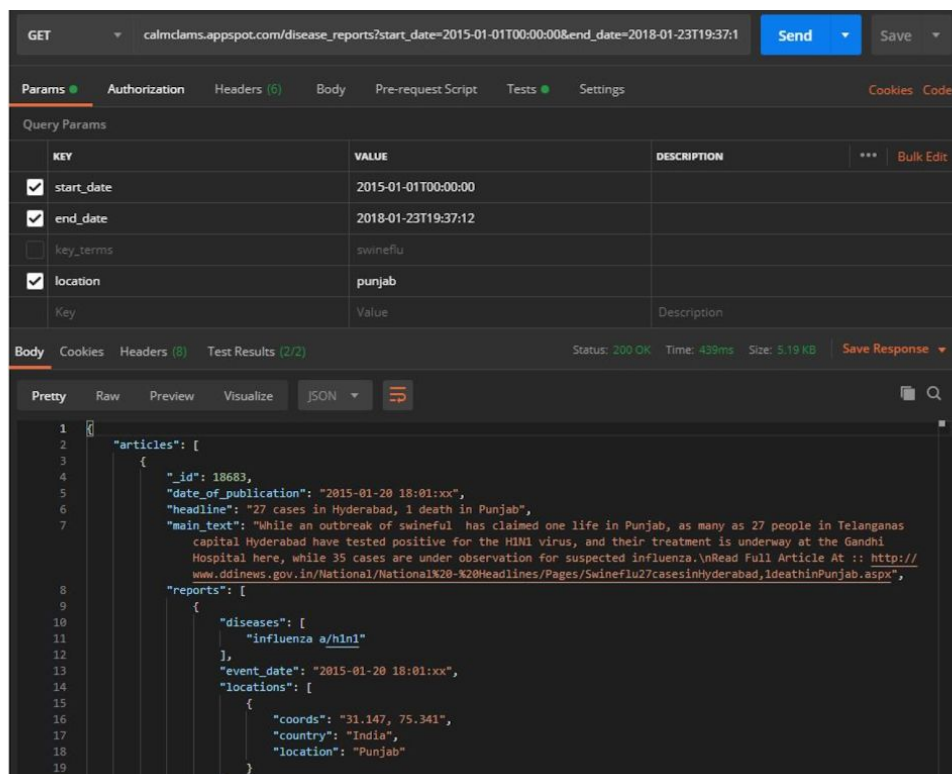 GET calmclams.appspot.com/disease_reports?start_date=2015-01-01T00:00:00&end_date=2018-01-23T19:37:1 Send Save
Params Authorization Headers (6) Body Pre-request Script Tests Settings Cookies Code
Query Params
KEY VALUE DESCRIPTION ••• Bulk Edit
start_date 2015-01-01T00:00:00
end_date 2018-01-23T19:37:12
key_terms swineflu
location punjab
Key Value Description
Body Cookies Headers (8) Test Results (2/2) Status: 200 OK Time: 439ms Size: 5.19 KB Save Response
Pretty Raw Preview Visualize JSON
1 {
2 "articles": [
3 {
4 "_id": 18683,
5 "date_of_publication": "2015-01-20 18:01:xx",
6 "headline": "27 cases in Hyderabad, 1 death in Punjab",
7 "main_text": "While an outbreak of swineful  has claimed one life in Punjab, as many as 27 people in Telanganas
capital Hyderabad have tested positive for the H1N1 virus, and their treatment is underway at the Gandhi
Hospital here, while 35 cases are under observation for suspected influenza.\nRead Full Article At :: http://
www.ddinews.gov.in/National/National%20-%20Headlines/Pages/Swineflu27casesinHyderabad,1deathinPunjab.aspx",
8 "reports": [
9 {
10 "diseases": [
11 "influenza a/h1n1"
12 ],
13 "event_date": "2015-01-20 18:01:xx",
14 "locations": [
15 {
16 "coords": "31.147, 75.341",
17 "country": "India",
18 "location": "Punjab"
19 }